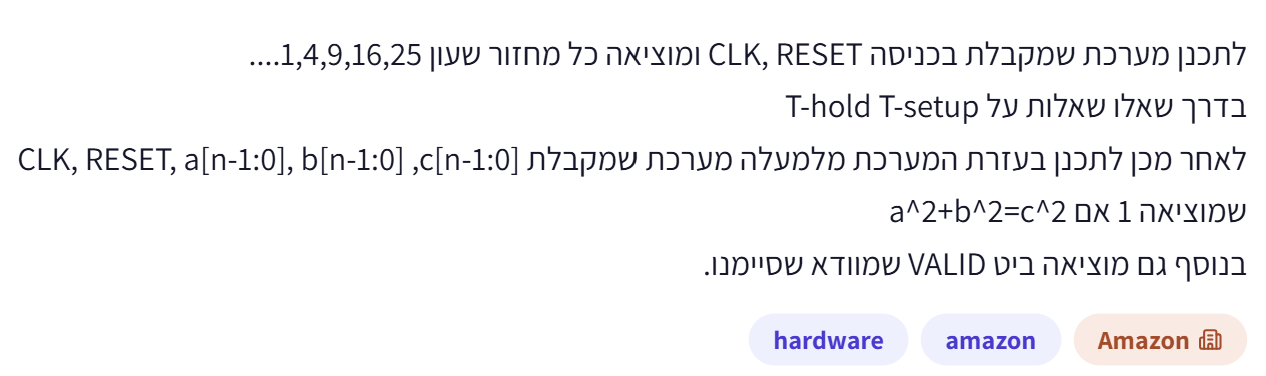 לתכנן מערכת שמקבלת בכניסה CLK, RESET ומוציאה כל מחזור שעון 1,4,9,16,25....
בדרך שאלו שאלות על T-hold T-setup
לאחר מכן לתכנן בעזרת המערכת מלמעלה מערכת שמקבלת CLK, RESET, a[n-1:0], b[n-1:0] ,c[n-1:0]
שמוציאה 1 אם a^2+b^2=c^2
בנוסף גם מוציאה ביט VALID שמוודא שסיימנו.
Amazon amazon hardware